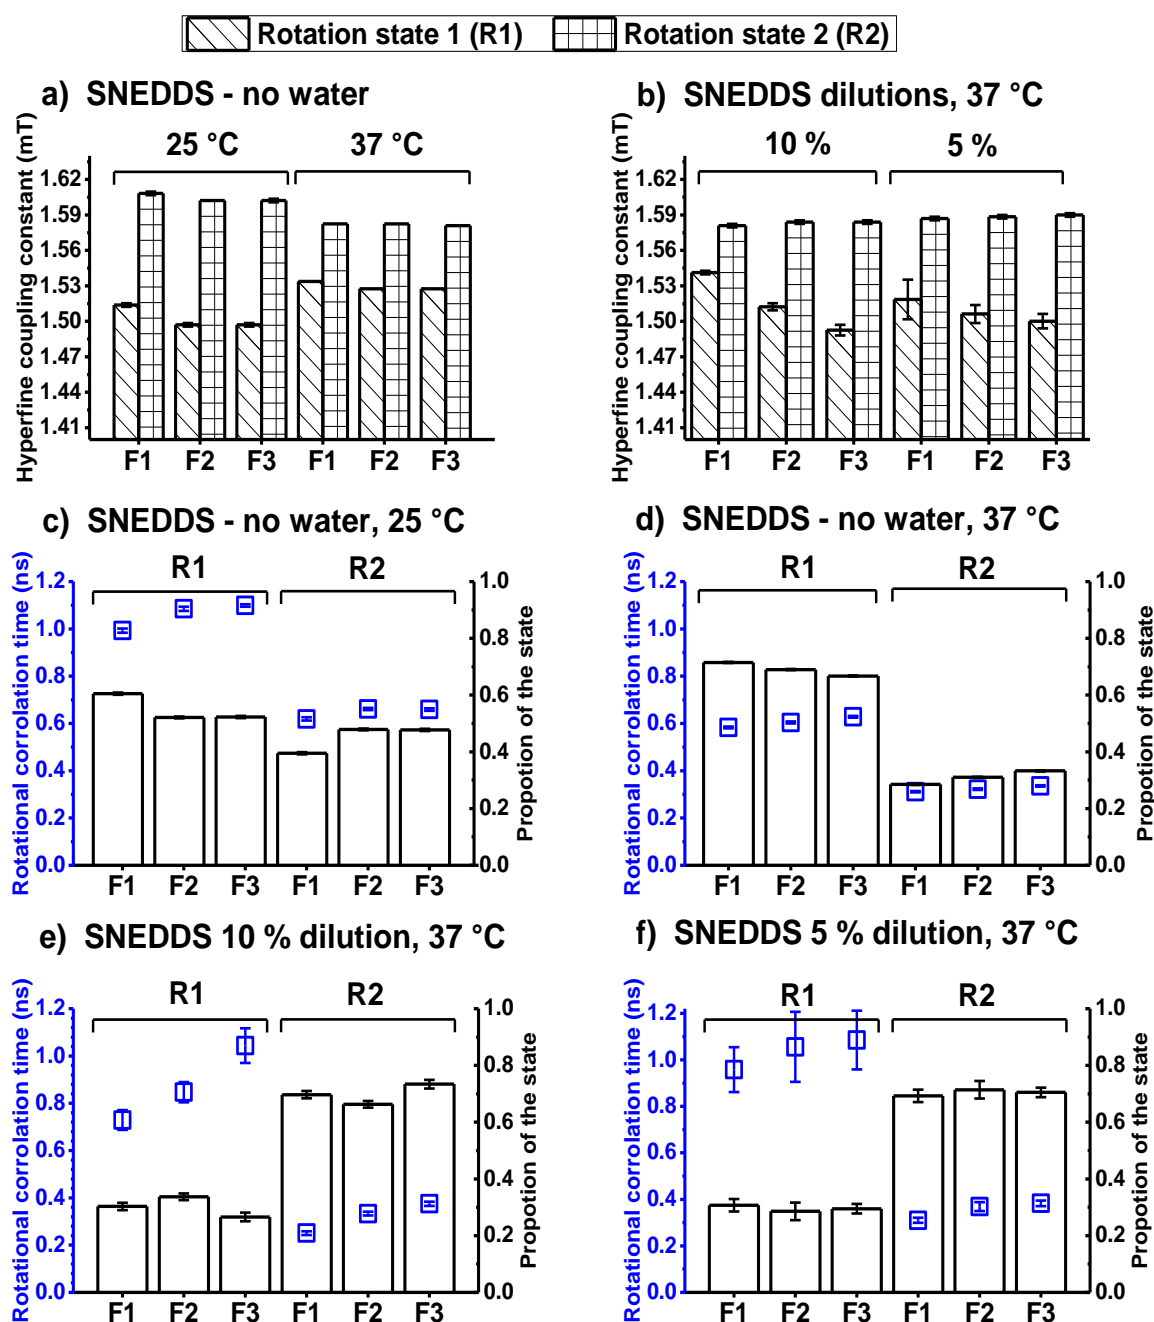 Rotation state 1 (R1) Rotation state 2 (R2)
a) SNEDDS - no water
25 °C 37 °C
Hyperfine coupling constant (mT)
1.62
1.59
1.56
1.53
1.50
1.47
1.44
1.41
F1 F2 F3 F1 F2 F3
b) SNEDDS dilutions, 37 °C
10 % 5 %
Hyperfine coupling constant (mT)
1.62
1.59
1.56
1.53
1.50
1.47
1.44
1.41
F1 F2 F3 F1 F2 F3
c) SNEDDS - no water, 25 °C
R1 R2
Rotational corrolation time (ns)
1.2
1.0
0.8
0.6
0.4
0.2
0.0
1.0
0.8
0.6
0.4
0.2
0.0
Propotion of the state
F1 F2 F3 F1 F2 F3
d) SNEDDS - no water, 37 °C
R1 R2
Rotational corrolation time (ns)
1.2
1.0
0.8
0.6
0.4
0.2
0.0
1.0
0.8
0.6
0.4
0.2
0.0
Propotion of the state
F1 F2 F3 F1 F2 F3
e) SNEDDS 10 % dilution, 37 °C
R1 R2
Rotational corrolation time (ns)
1.2
1.0
0.8
0.6
0.4
0.2
0.0
1.0
0.8
0.6
0.4
0.2
0.0
Propotion of the state
F1 F2 F3 F1 F2 F3
f) SNEDDS 5 % dilution, 37 °C
R1 R2
Rotational corrolation time (ns)
1.2
1.0
0.8
0.6
0.4
0.2
0.0
1.0
0.8
0.6
0.4
0.2
0.0
Propotion of the state
F1 F2 F3 F1 F2 F3